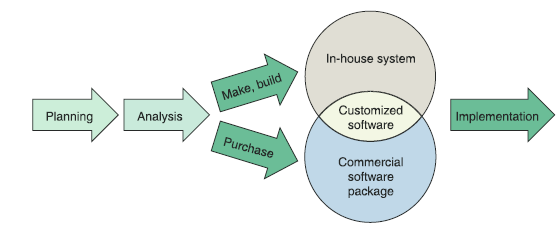 Planning
Analysis
Make, build
Purchase
In-house system
Customized
software
Commercial
software
package
Implementation